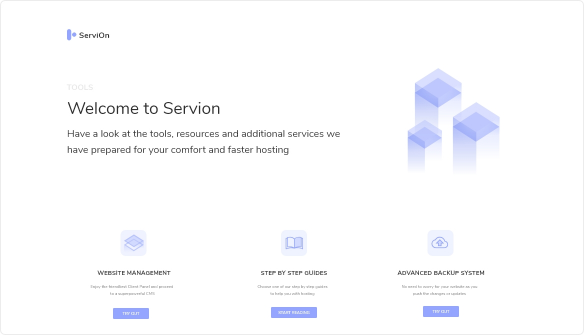 ServiOn
TOOLS
Welcome to Servion
Have a look at the tools, resources and additional services we
have prepared for your comfort and faster hosting
WEBSITE MANAGEMENT
Enjoy the friendliest Client Panel and proceed
to a superpowerful CMS
TRY OUT
STEP BY STEP GUIDES
Choose one of our step by step guides
to help you with hosting
START READING
ADVANCED BACKUP SYSTEM
No need to worry for your website as you
push the changes or updates
TRY OUT